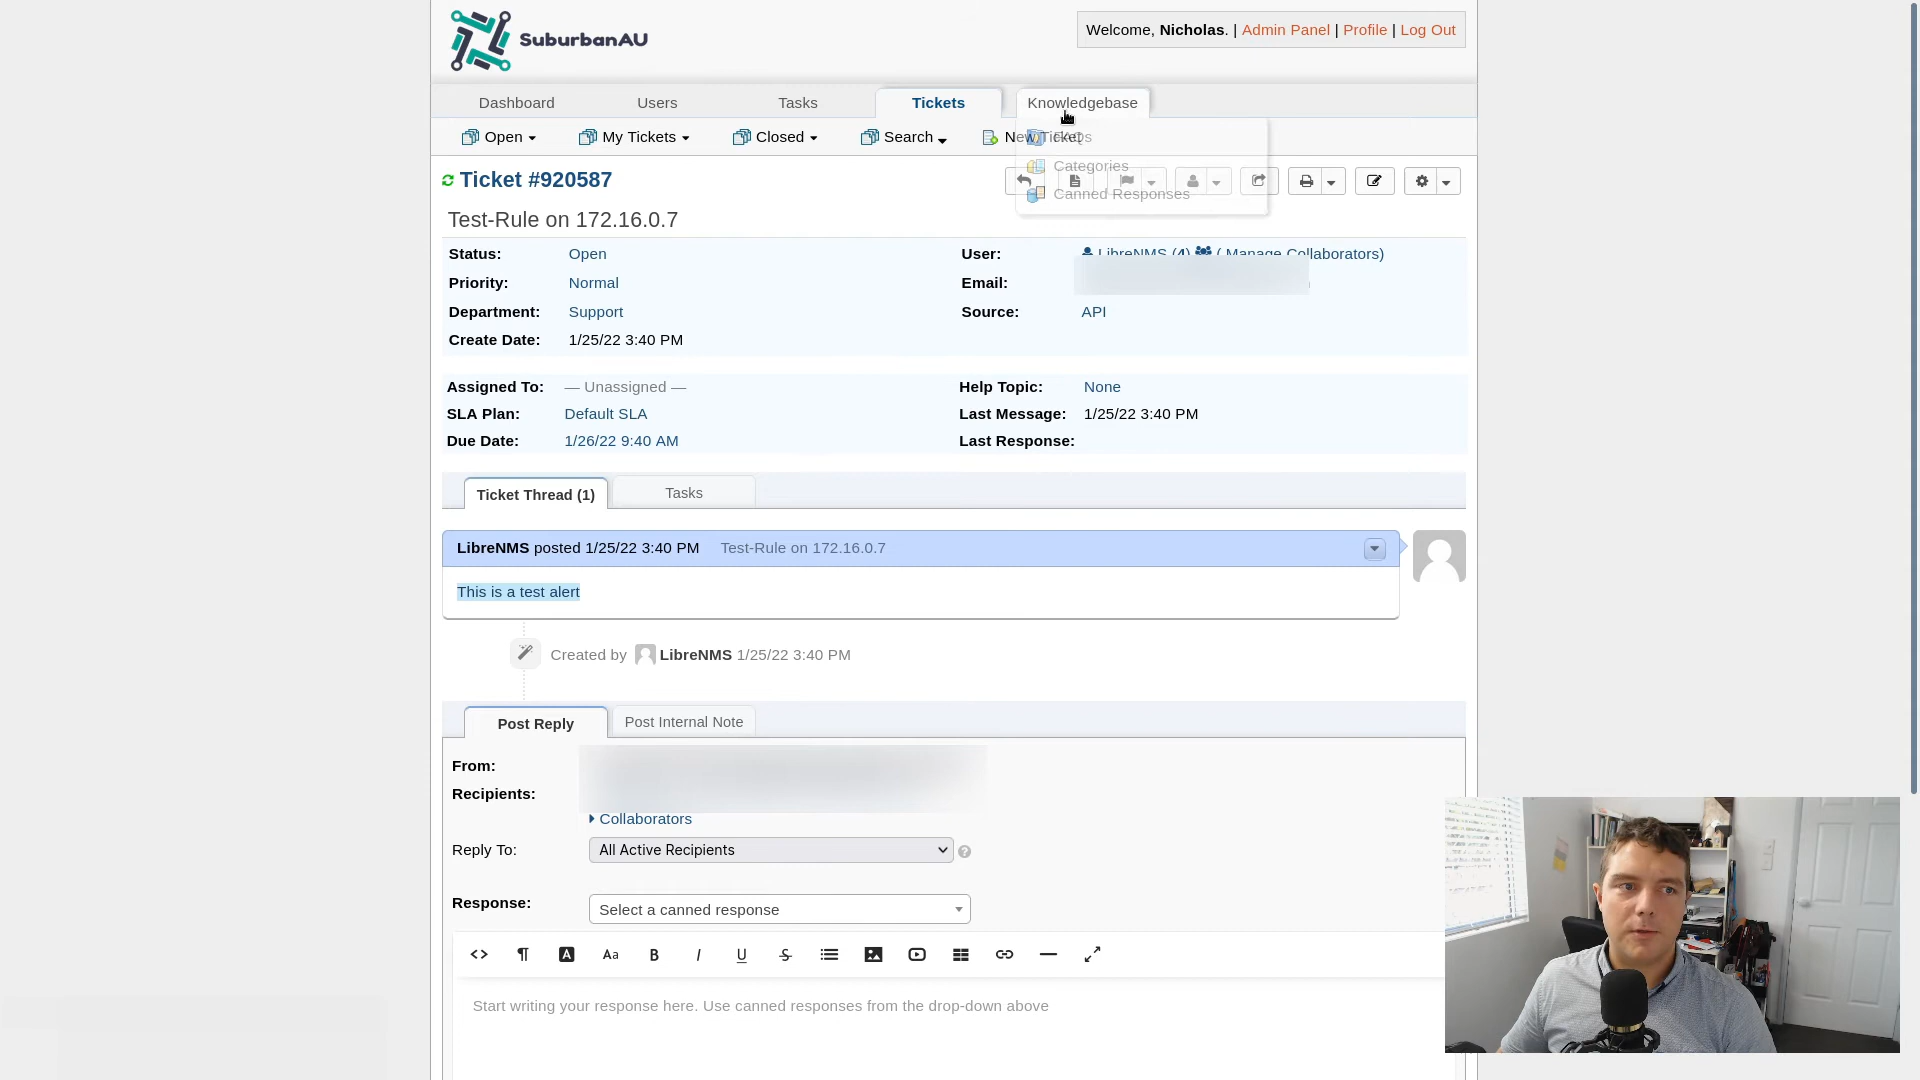 SuburbanAU
Welcome, Nicholas. | Admin Panel | Profile | Log Out
Dashboard Users Tasks Tickets Knowledgebase
Open My Tickets Closed Search New Ticket
Categories
Canned Responses
Ticket #920587
Test-Rule on 172.16.0.7
Status: Open User: LibreNMS (4) ( Manage Collaborators)
Priority: Normal Email:
Department: Support Source: API
Create Date: 1/25/22 3:40 PM
Assigned To: — Unassigned — Help Topic: None
SLA Plan: Default SLA Last Message: 1/25/22 3:40 PM
Due Date: 1/26/22 9:40 AM Last Response:
Ticket Thread (1) Tasks
LibreNMS posted 1/25/22 3:40 PM Test-Rule on 172.16.0.7
This is a test alert
Created by LibreNMS 1/25/22 3:40 PM
Post Reply Post Internal Note
From:
Recipients:
Collaborators
Reply To: All Active Recipients
Response: Select a canned response
Start writing your response here. Use canned responses from the drop-down above